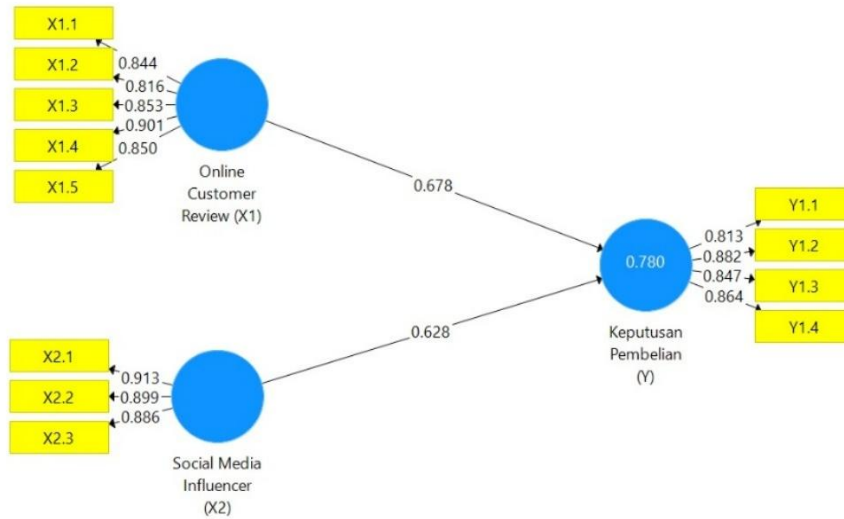 X1.1
X1.2
X1.3
X1.4
X1.5
0.844
0.816
0.853
0.901
0.850
Online
Customer
Review (X1)
0.678
X2.1
X2.2
X2.3
0.913
0.899
0.886
Social Media
Influencer
(X2)
0.628
0.780
Keputusan
Pembelian
(Y)
0.813
0.882
0.847
0.864
Y1.1
Y1.2
Y1.3
Y1.4